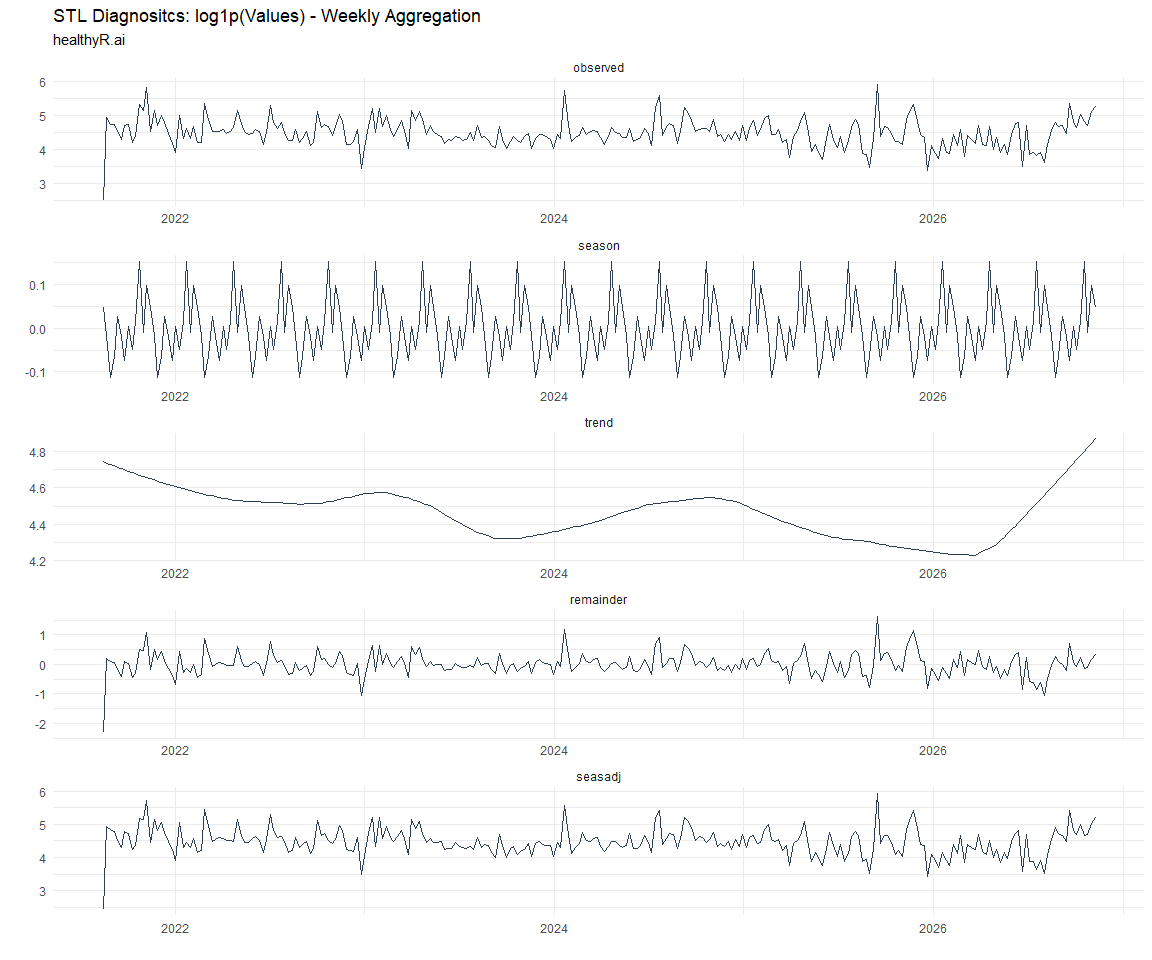 STL Diagnositcs: log1p(Values) - Weekly Aggregation
healthyR.ai
observed
6
5
4
3
2022 2024 2026
season
0.1
0.0
-0.1
2022 2024 2026
trend
4.8
4.6
4.4
4.2
2022 2024 2026
remainder
1
0
-1
-2
2022 2024 2026
seasadj
6
5
4
3
2022 2024 2026